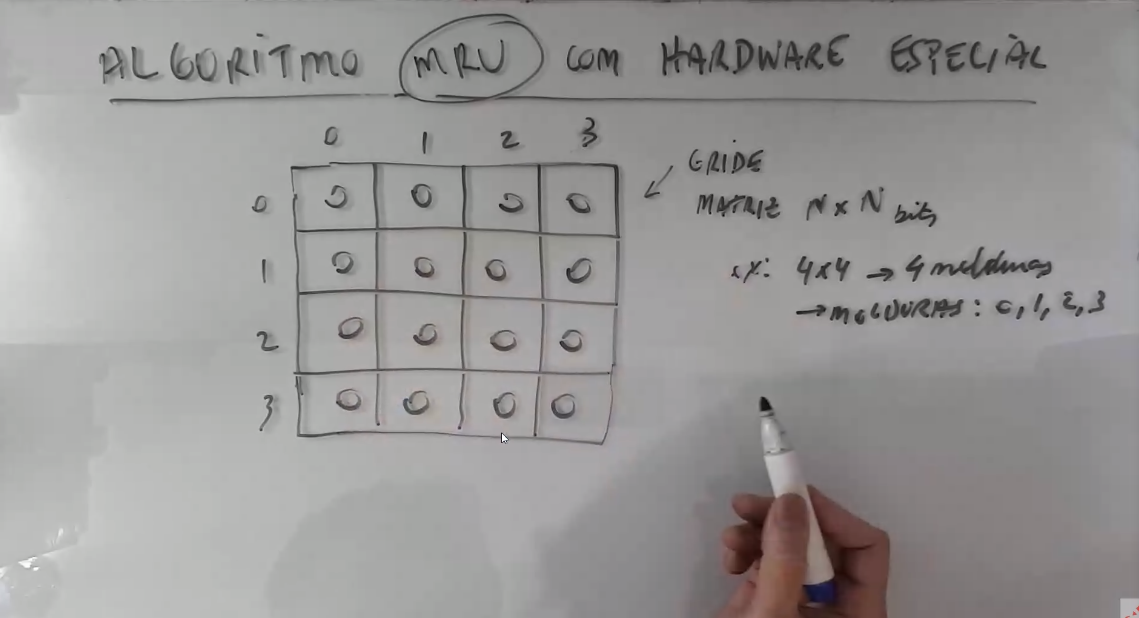 ALGORITMO MRU COM HARDWARE ESPECIAL
0 1 2 3
0 0 0 0 0
1 0 0 0 0
2 0 0 0 0
3 0 0 0 0
GRIDE
MATRIZ N x N bits
ex: 4x4 → 4 molduras
→ MOLDURAS: 0, 1, 2, 3